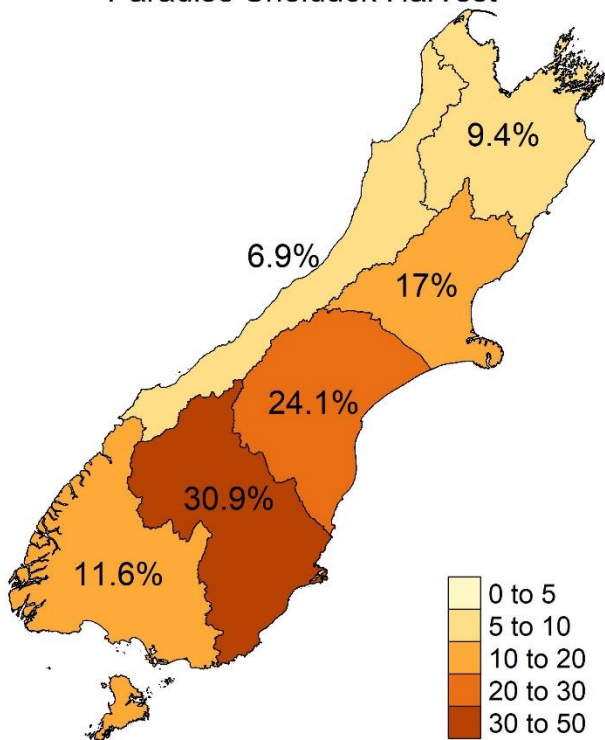 Paradise Shelduck Harvest
9.4%
6.9%
17%
24.1%
30.9%
11.6%
0 to 5
5 to 10
10 to 20
20 to 30
30 to 50